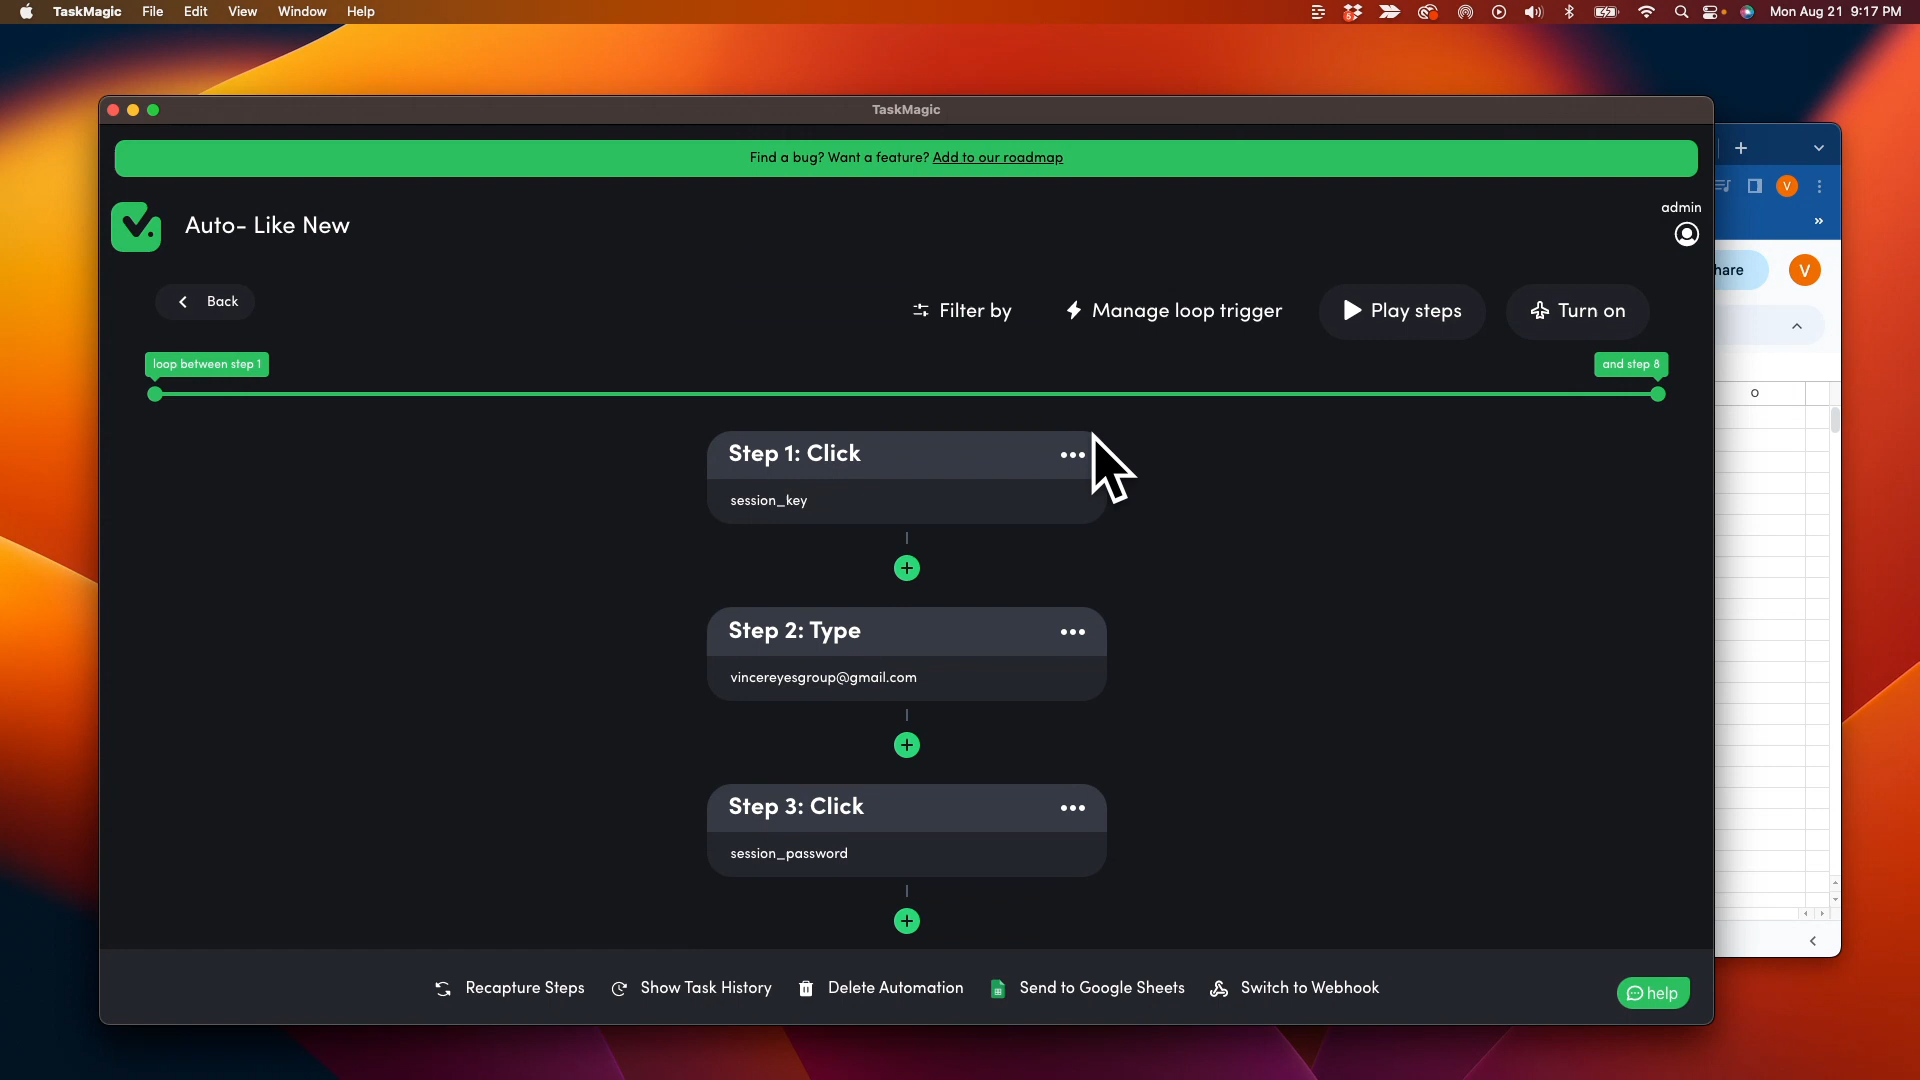 TaskMagic File Edit View Window Help
5
Mon Aug 21 9:17 PM
TaskMagic
Find a bug? Want a feature? Add to our roadmap
V
Auto- Like New
admin
hare
V
Back
Filter by
Manage loop trigger
Play steps
Turn on
loop between step 1
and step 8
O
Step 1: Click
session_key
Step 2: Type
vincereyesgroup@gmail.com
Step 3: Click
session_password
Recapture Steps
Show Task History
Delete Automation
Send to Google Sheets
Switch to Webhook
help